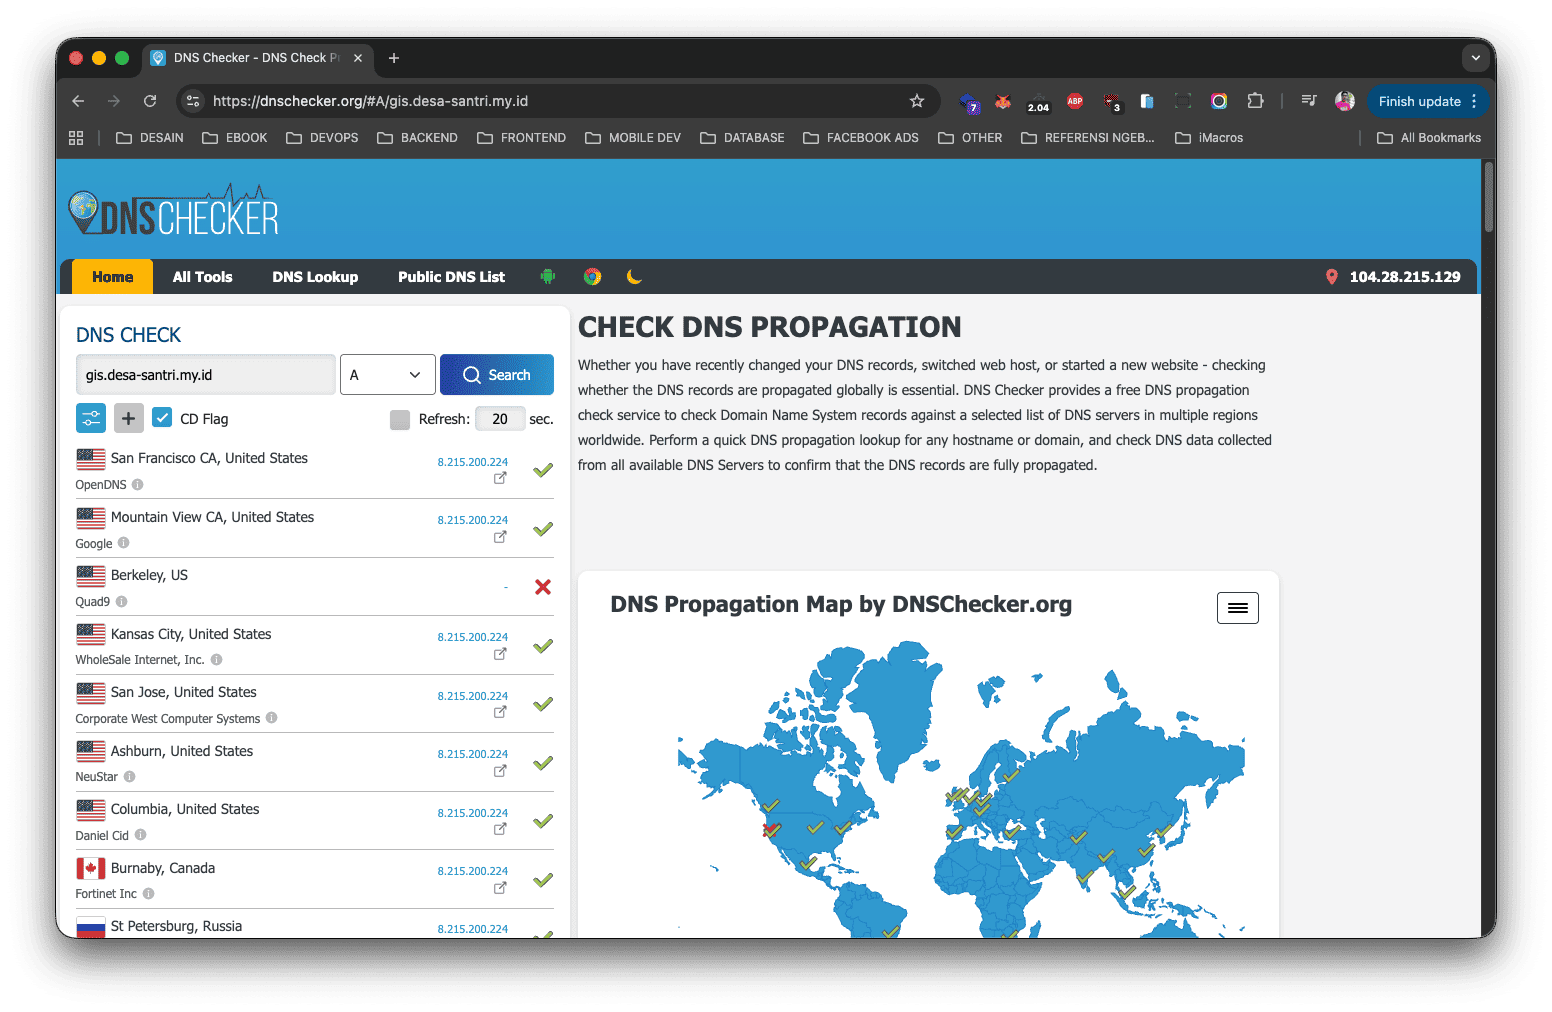 DNS Checker - DNS Check Pr
https://dnschecker.org/#A/gis.desa-santri.my.id
7
2.04
ABP
3
Finish update
DESAIN
EBOOK
DEVOPS
BACKEND
FRONTEND
MOBILE DEV
DATABASE
FACEBOOK ADS
OTHER
REFERENSI NGEB...
iMacros
All Bookmarks
DNSCHECKER
Home
All Tools
DNS Lookup
Public DNS List
104.28.215.129
DNS CHECK
gis.desa-santri.my.id
A
Search
CD Flag
Refresh: 20 sec.
San Francisco CA, United States
8.215.200.224
OpenDNS
Mountain View CA, United States
8.215.200.224
Google
Berkeley, US
-
Quad9
Kansas City, United States
8.215.200.224
WholeSale Internet, Inc.
San Jose, United States
8.215.200.224
Corporate West Computer Systems
Ashburn, United States
8.215.200.224
NeuStar
Columbia, United States
8.215.200.224
Daniel Cid
Burnaby, Canada
8.215.200.224
Fortinet Inc
St Petersburg, Russia
8.215.200.224
CHECK DNS PROPAGATION
Whether you have recently changed your DNS records, switched web host, or started a new website - checking
whether the DNS records are propagated globally is essential. DNS Checker provides a free DNS propagation
check service to check Domain Name System records against a selected list of DNS servers in multiple regions
worldwide. Perform a quick DNS propagation lookup for any hostname or domain, and check DNS data collected
from all available DNS Servers to confirm that the DNS records are fully propagated.
DNS Propagation Map by DNSChecker.org